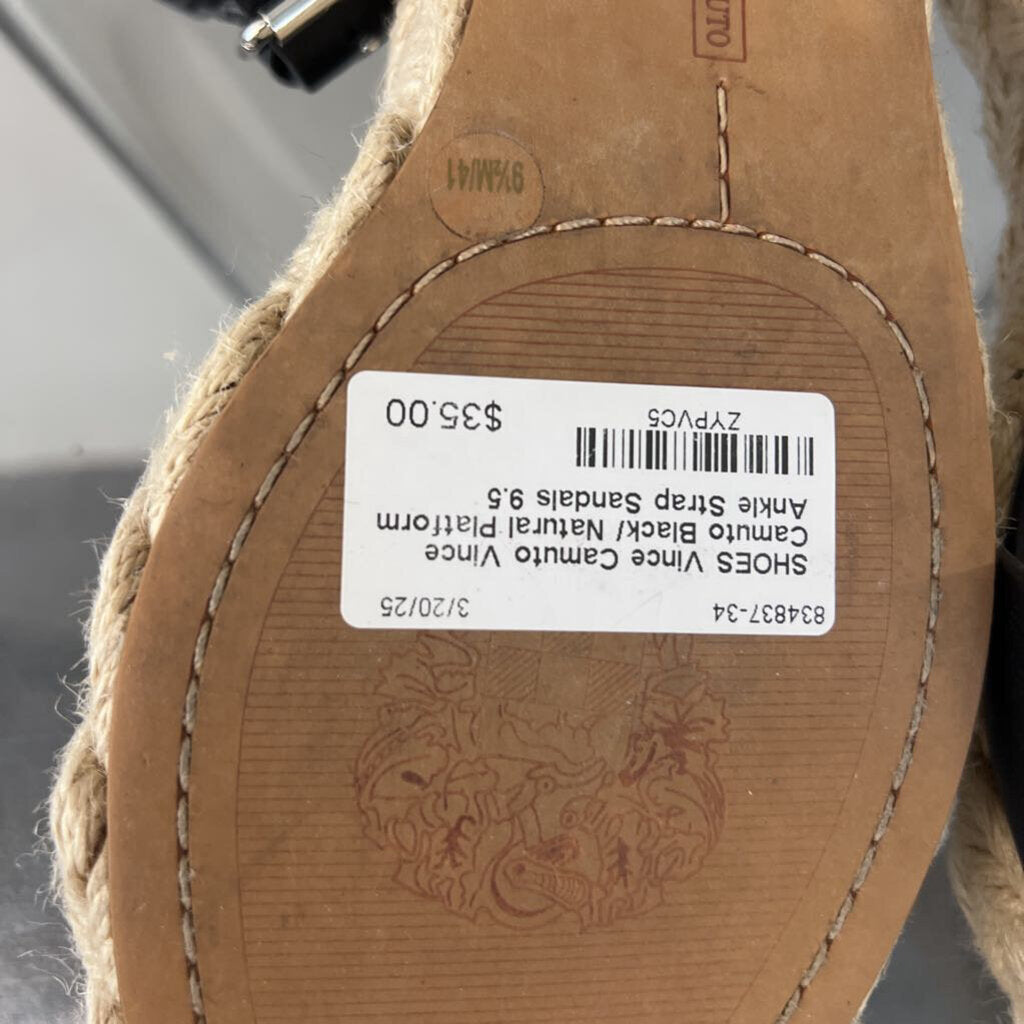 834837-34 3/20/25
SHOES Vince Camuto Vince
Camuto Black/ Natural Platform
Ankle Strap Sandals 9.5
ZYPVC5
$35.00
9½M/41
UTO